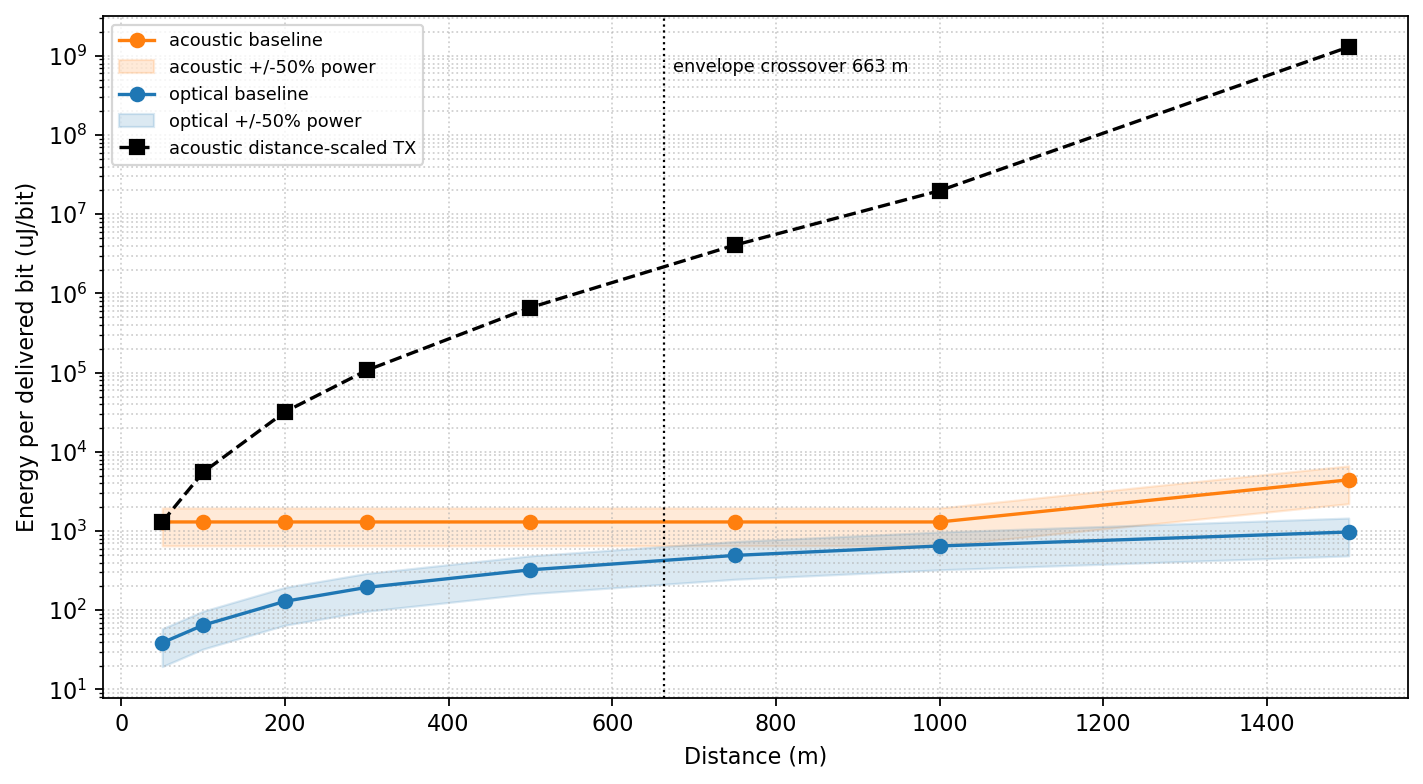 acoustic baseline
acoustic +/-50% power
optical baseline
optical +/-50% power
acoustic distance-scaled TX
envelope crossover 663 m
Energy per delivered bit (uJ/bit)
10⁹
10⁸
10⁷
10⁶
10⁵
10⁴
10³
10²
10¹
0 200 400 600 800 1000 1200 1400
Distance (m)